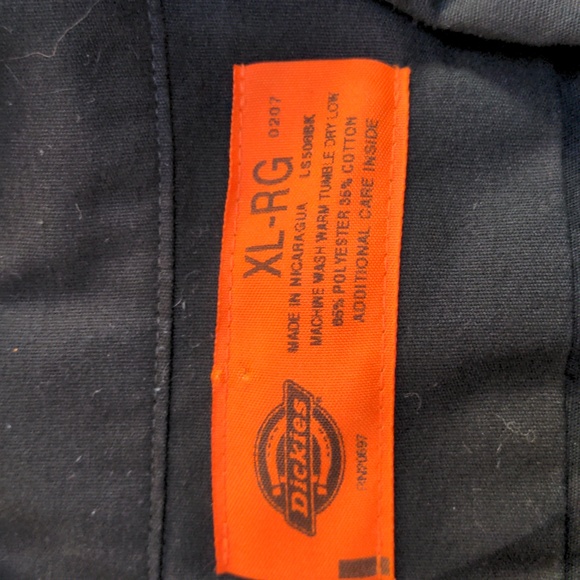 XL-RG 0207
MADE IN NICARAGUA LS508BK
MACHINE WASH WARM TUMBLE DRY LOW
65% POLYESTER 35% COTTON
ADDITIONAL CARE INSIDE
Dickies
®
RN20697